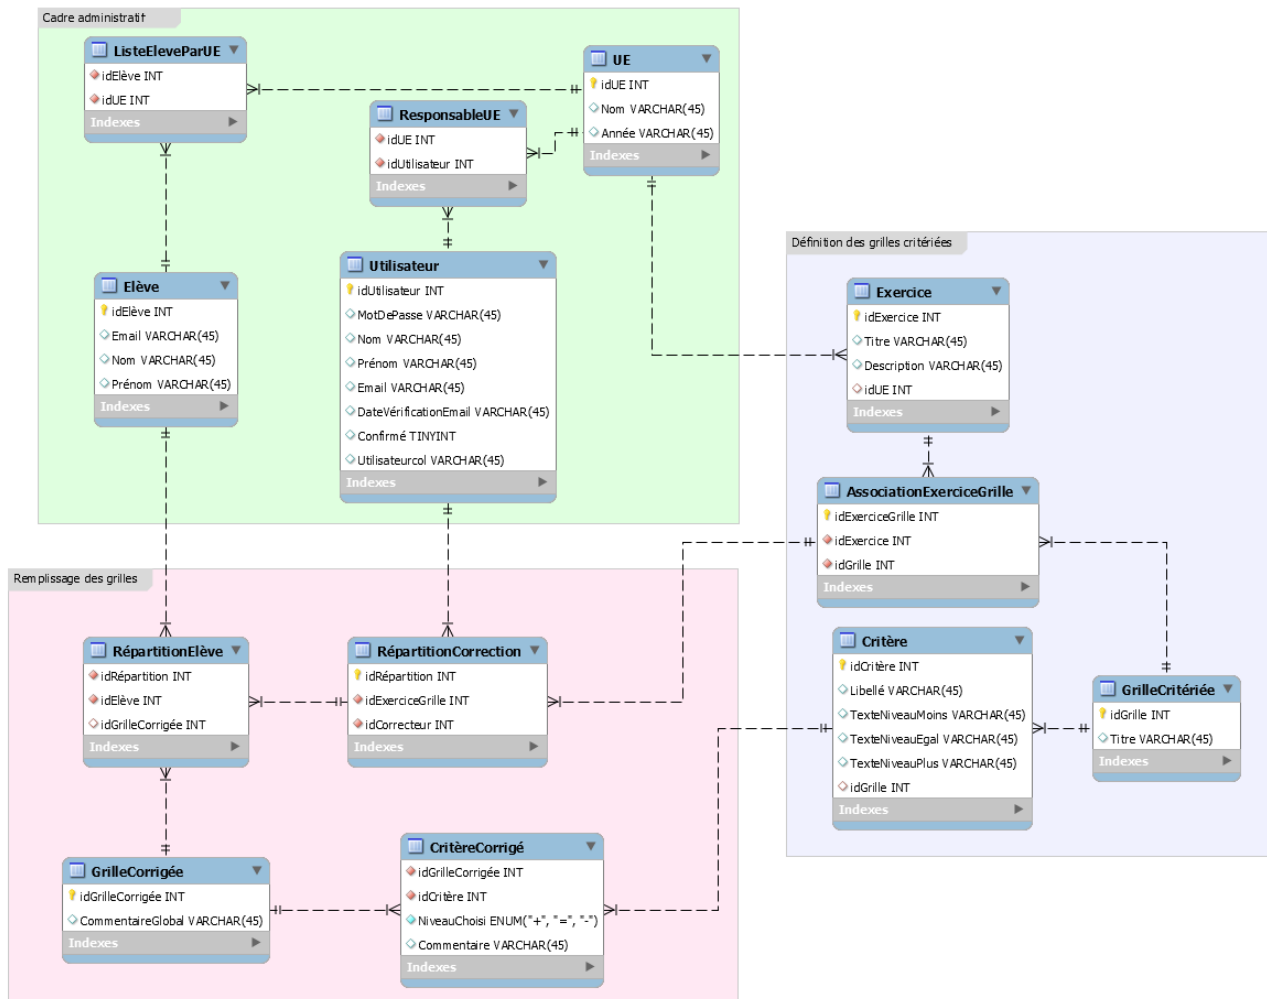 Cadre administratif
ListeEleveParUE
idElève INT
idUE INT
Indexes
UE
idUE INT
Nom VARCHAR(45)
Année VARCHAR(45)
Indexes
ResponsableUE
idUE INT
idUtilisateur INT
Indexes
Elève
idElève INT
Email VARCHAR(45)
Nom VARCHAR(45)
Prénom VARCHAR(45)
Indexes
Utilisateur
idUtilisateur INT
MotDePasse VARCHAR(45)
Nom VARCHAR(45)
Prénom VARCHAR(45)
Email VARCHAR(45)
DateVérificationEmail VARCHAR(45)
Confirmé TINYINT
Utilisateurcol VARCHAR(45)
Indexes
Définition des grilles critériées
Exercice
idExercice INT
Titre VARCHAR(45)
Description VARCHAR(45)
idUE INT
Indexes
AssociationExerciceGrille
idExerciceGrille INT
idExercice INT
idGrille INT
Indexes
Critère
idCritère INT
Libellé VARCHAR(45)
TexteNiveauMoins VARCHAR(45)
TexteNiveauEgal VARCHAR(45)
TexteNiveauPlus VARCHAR(45)
idGrille INT
Indexes
GrilleCritériée
idGrille INT
Titre VARCHAR(45)
Indexes
Remplissage des grilles
RépartitionElève
idRépartition INT
idElève INT
idGrilleCorrigée INT
Indexes
RépartitionCorrection
idRépartition INT
idExerciceGrille INT
idCorrecteur INT
Indexes
GrilleCorrigée
idGrilleCorrigée INT
CommentaireGlobal VARCHAR(45)
Indexes
CritèreCorrigé
idGrilleCorrigée INT
idCritère INT
NiveauChoisi ENUM("+", "=", "-")
Commentaire VARCHAR(45)
Indexes